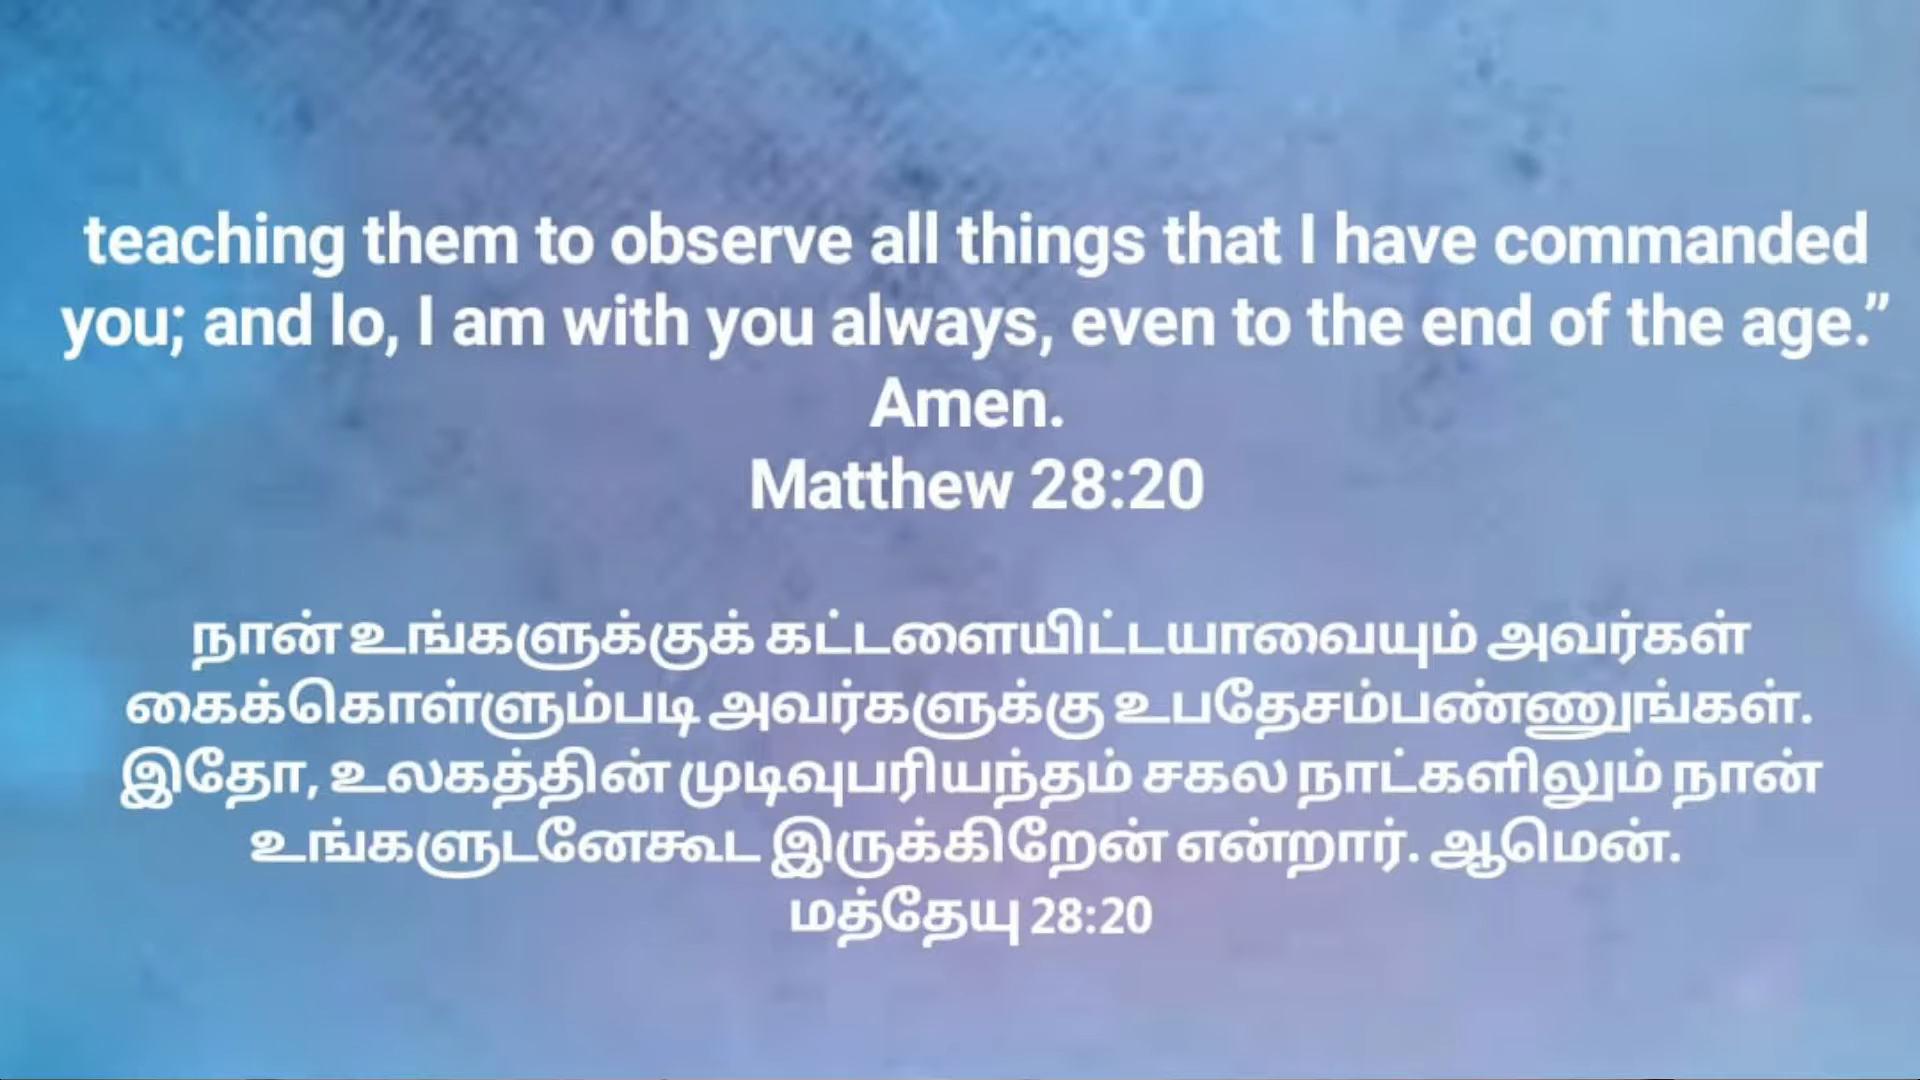 teaching them to observe all things that I have commanded
you; and lo, I am with you always, even to the end of the age.”
Amen.
Matthew 28:20
நான் உங்களுக்குக் கட்டளையிட்டயாவையும் அவர்கள்
கைக்கொள்ளும்படி அவர்களுக்கு உபதேசம்பண்ணுங்கள்.
இதோ, உலகத்தின் முடிவுபரியந்தம் சகல நாட்களிலும் நான்
உங்களுடனேகூட இருக்கிறேன் என்றார். ஆமென்.
மத்தேயு 28:20